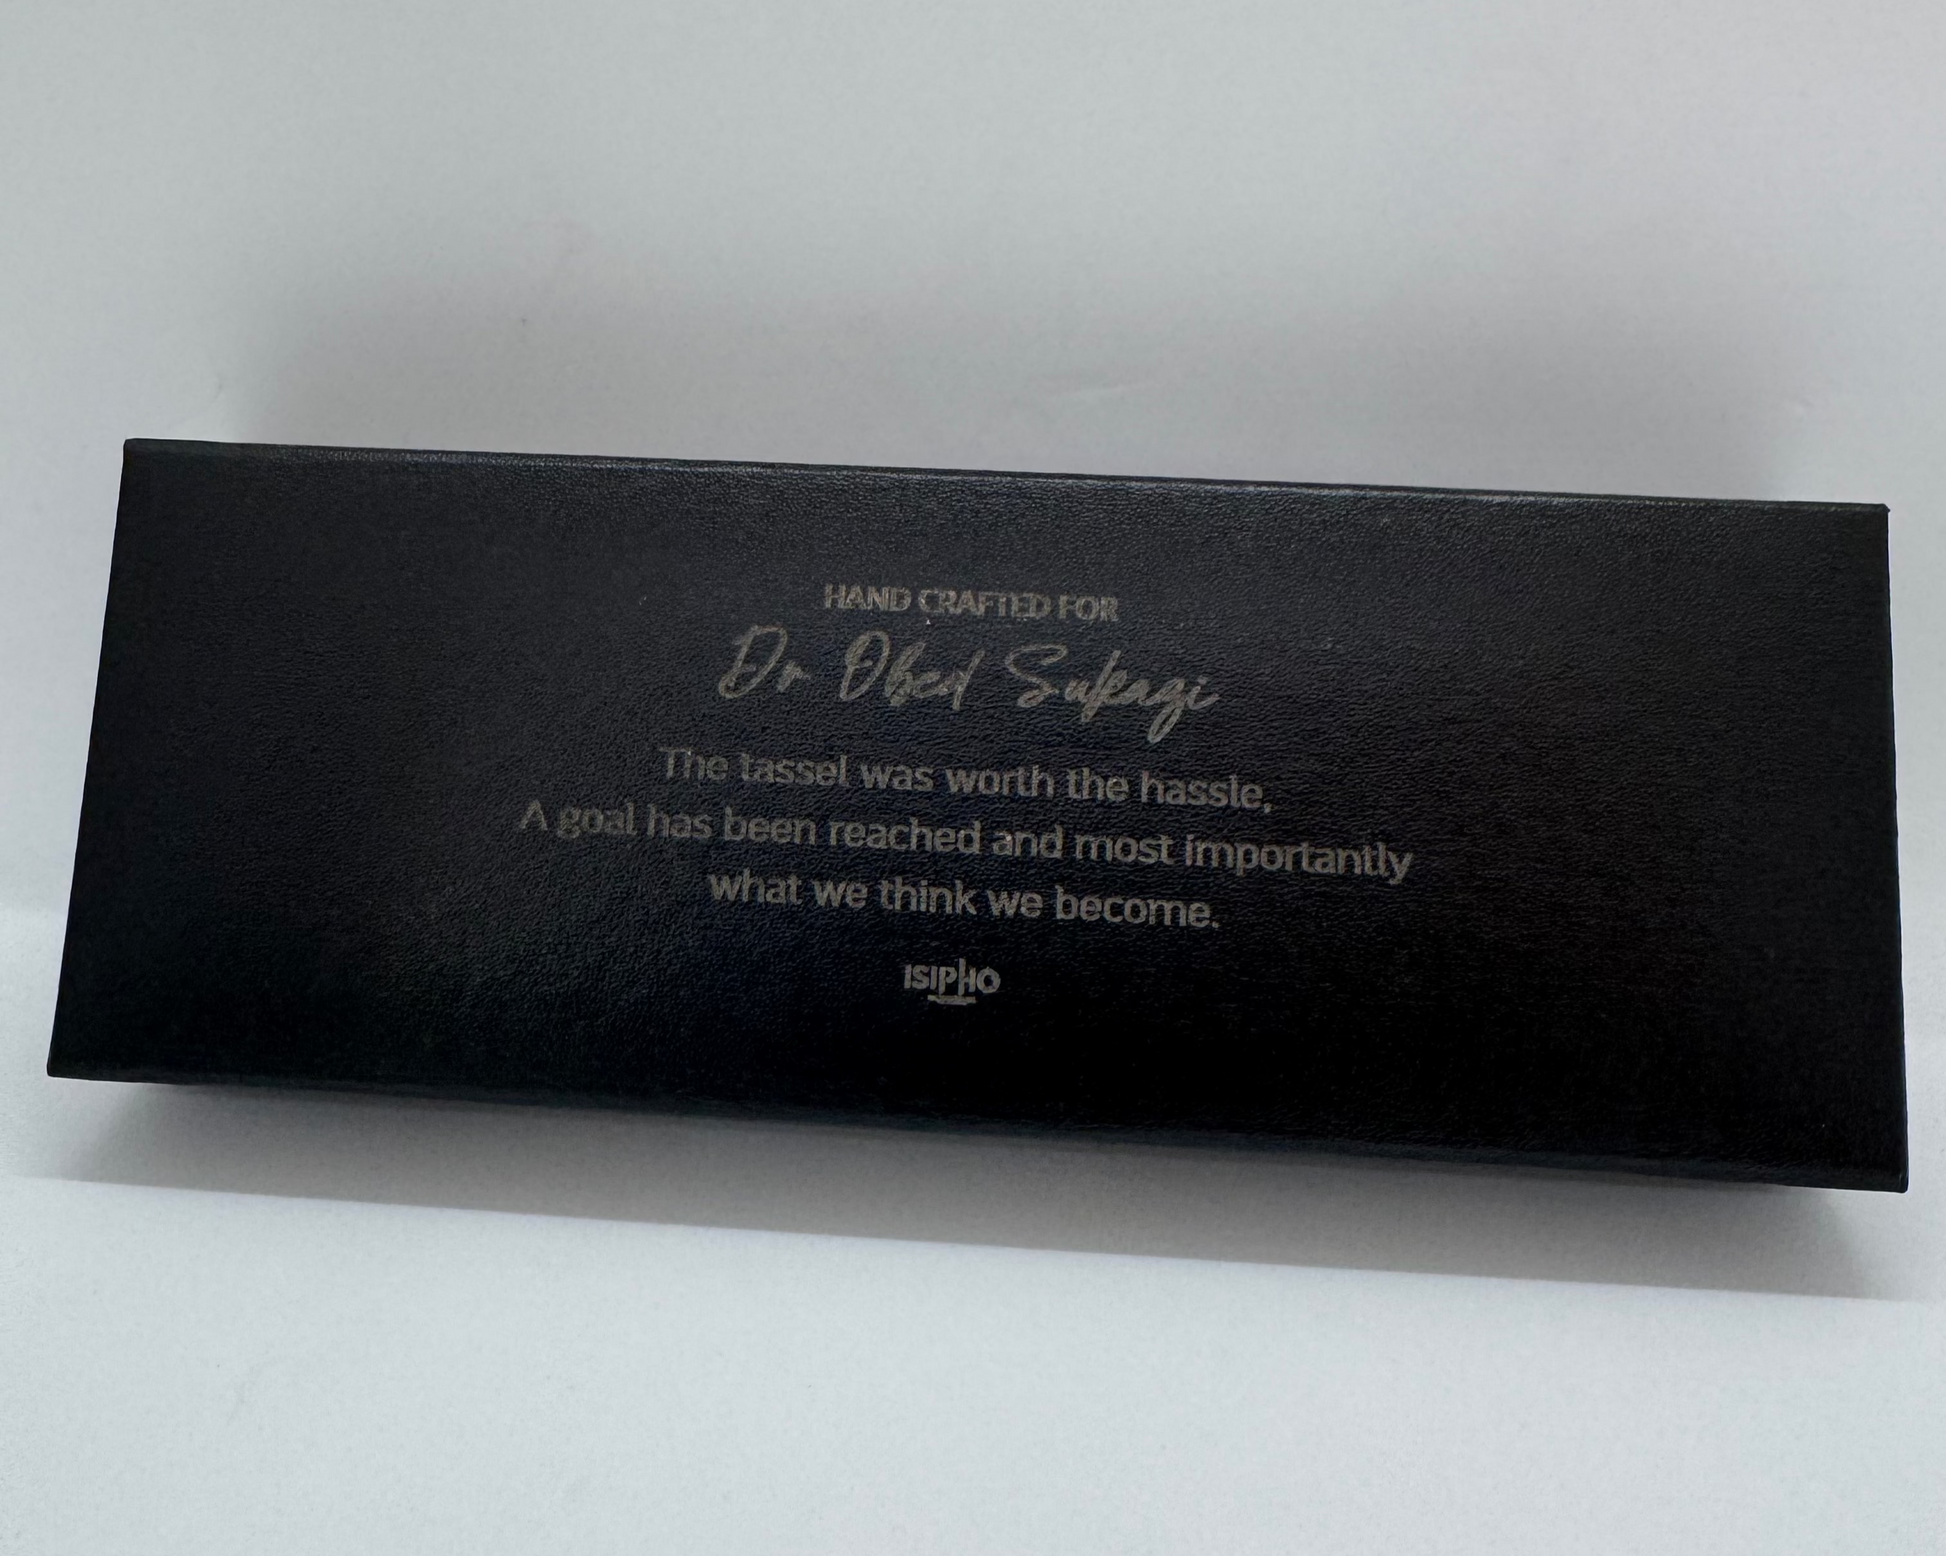 HAND CRAFTED FOR
Dr Obed Sukazi
The tassel was worth the hassle.
A goal has been reached and most importantly
what we think we become.
ISIPHO